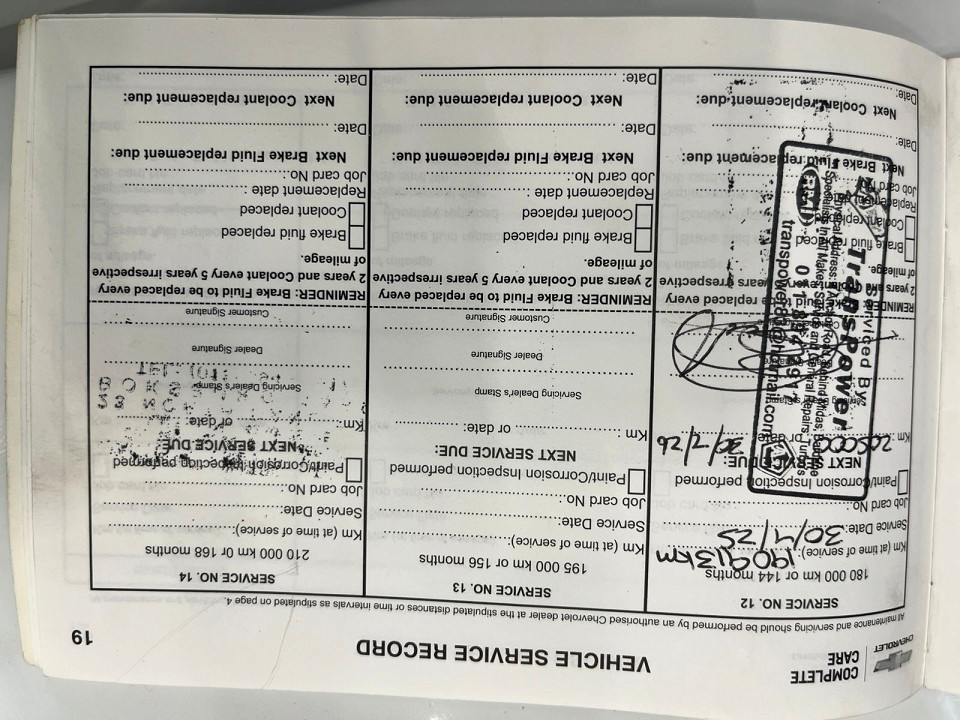 CHEVROLET
COMPLETE
CARE
VEHICLE SERVICE RECORD
19
All maintenance and servicing should be performed by an authorised Chevrolet dealer at the stipulated distances or time intervals as stipulated on page 4.
SERVICE NO. 12
180 000 km or 144 months
Km (at time of service): 190913km
Service Date: 30/4/25
Job card No.
Paint/Corrosion Inspection performed
NEXT SERVICE DUE:
Km 205000 or date 30/2/26
Servicing Dealer's Stamp
REMINDER: Brake Fluid to be replaced every
2 years and Coolant every 5 years irrespective
of mileage.
Brake fluid replaced
Coolant replaced
Replacement date
Job card No.
Next Brake Fluid replacement due:
Date:
Next Coolant replacement due:
Date:
Serviced By
Transpower
transpower80@hotmail.com
SERVICE NO. 13
195 000 km or 156 months
Km (at time of service):
Service Date:
Job card No.
Paint/Corrosion Inspection performed
NEXT SERVICE DUE:
Km: or date:
Servicing Dealer's Stamp
Dealer Signature
Customer Signature
REMINDER: Brake Fluid to be replaced every
2 years and Coolant every 5 years irrespective
of mileage.
Brake fluid replaced
Coolant replaced
Replacement date :
Job card No.:
Next Brake Fluid replacement due:
Date:
Next Coolant replacement due:
Date:
SERVICE NO. 14
210 000 km or 168 months
Km (at time of service):
Service Date:
Job card No.:
Paint/Corrosion Inspection performed
NEXT SERVICE DUE
Km: or date
Servicing Dealer's Stamp
Dealer Signature
Customer Signature
REMINDER: Brake Fluid to be replaced every
2 years and Coolant every 5 years irrespective
of mileage.
Brake fluid replaced
Coolant replaced
Replacement date :
Job card No.:
Next Brake Fluid replacement due:
Date:
Next Coolant replacement due:
Date: